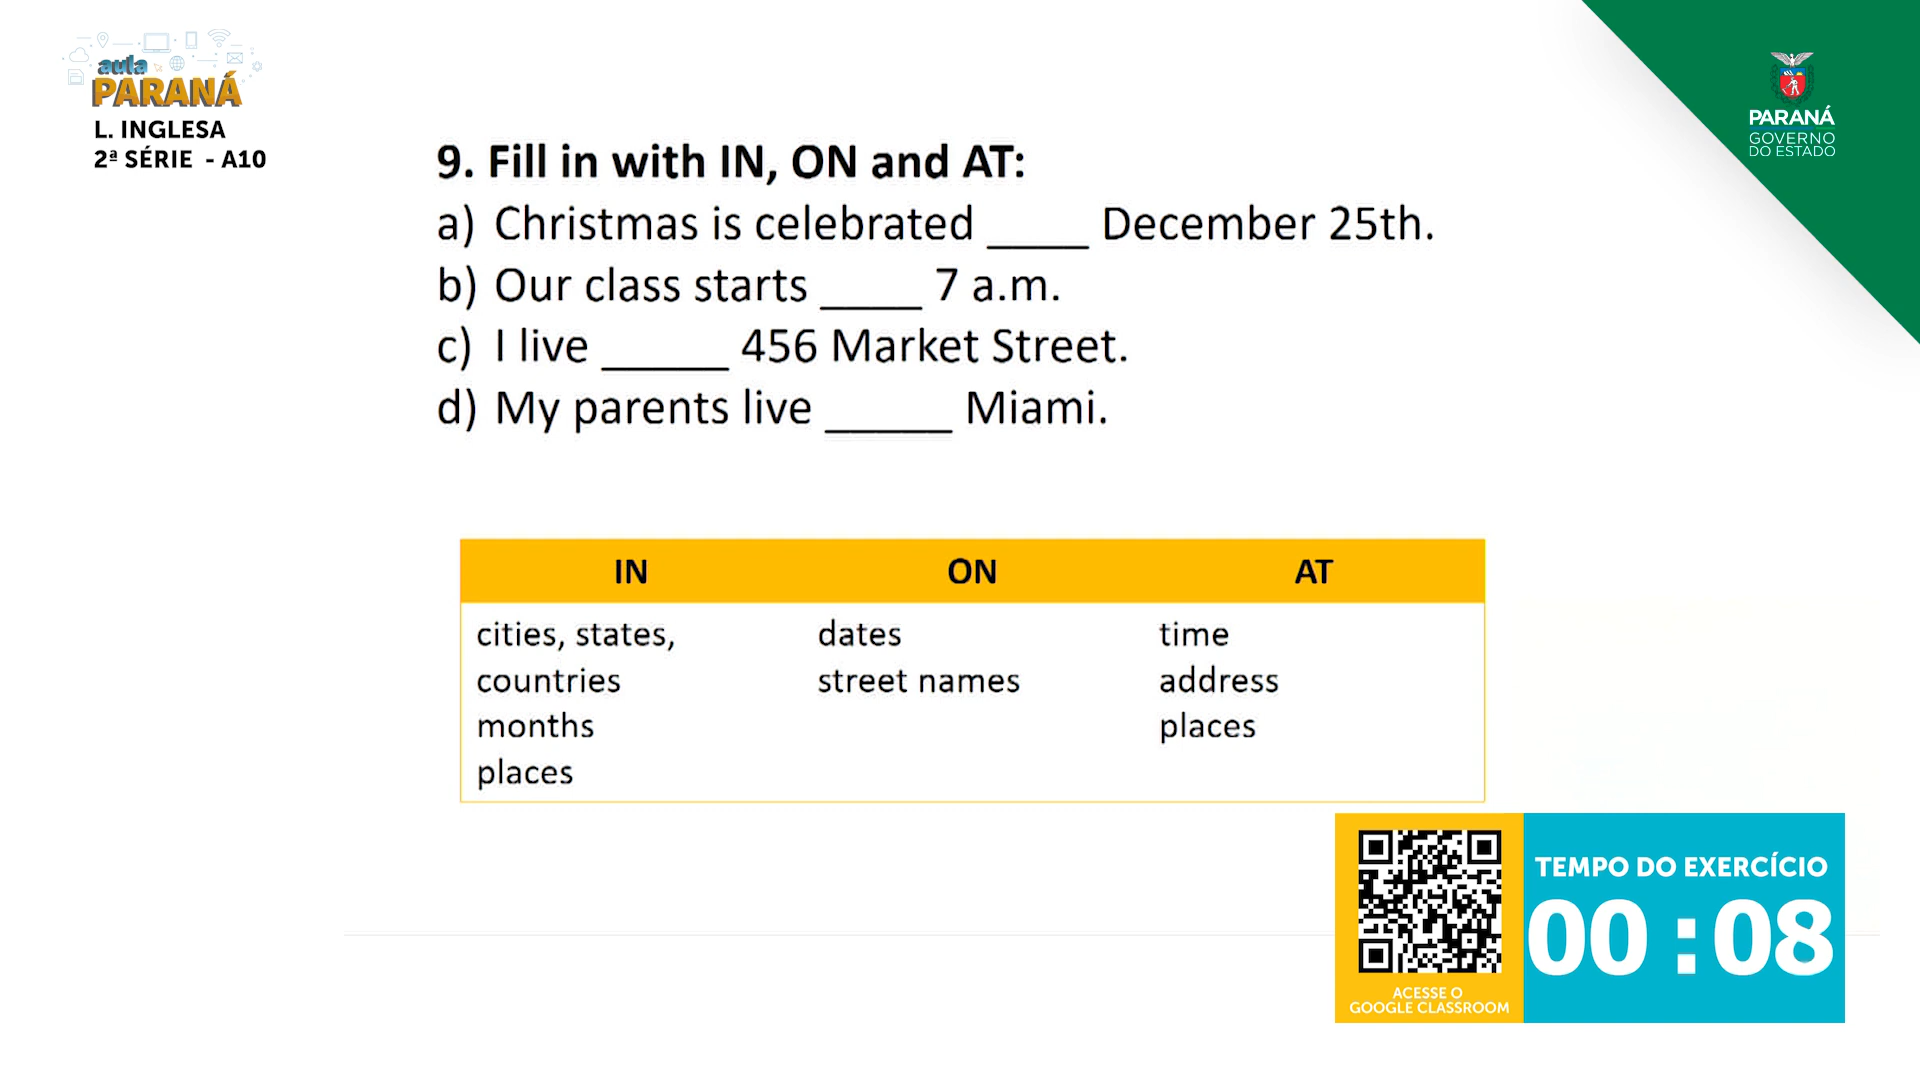 aula
PARANÁ
L. INGLESA
2ª SÉRIE - A10
PARANÁ
GOVERNO
DO ESTADO
9. Fill in with IN, ON and AT:
a) Christmas is celebrated ____ December 25th.
b) Our class starts ____ 7 a.m.
c) I live _____ 456 Market Street.
d) My parents live _____ Miami.
IN ON AT
cities, states, dates time
countries street names address
months places
places
TEMPO DO EXERCÍCIO
00 : 08
ACESSE O
GOOGLE CLASSROOM